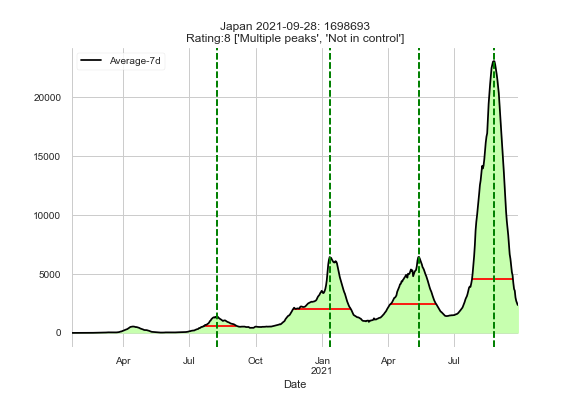 Japan 2021-09-28: 1698693
Rating:8 ['Multiple peaks', 'Not in control']
Average-7d
20000
15000
10000
5000
0
Apr Jul Oct Jan Apr Jul
2021
Date